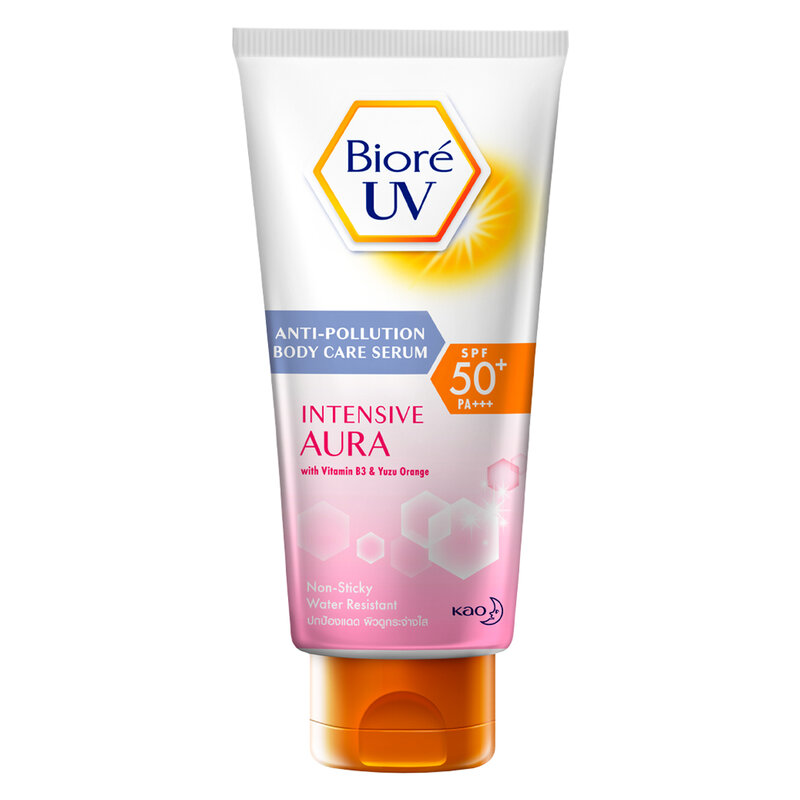 Bioré
UV
ANTI-POLLUTION
BODY CARE SERUM
SPF
50+
PA+++
INTENSIVE
AURA
with Vitamin B3 & Yuzu Orange
Non-Sticky
Water Resistant
ปกป้องแดด ผิวดูกระจ่างใส
Kao